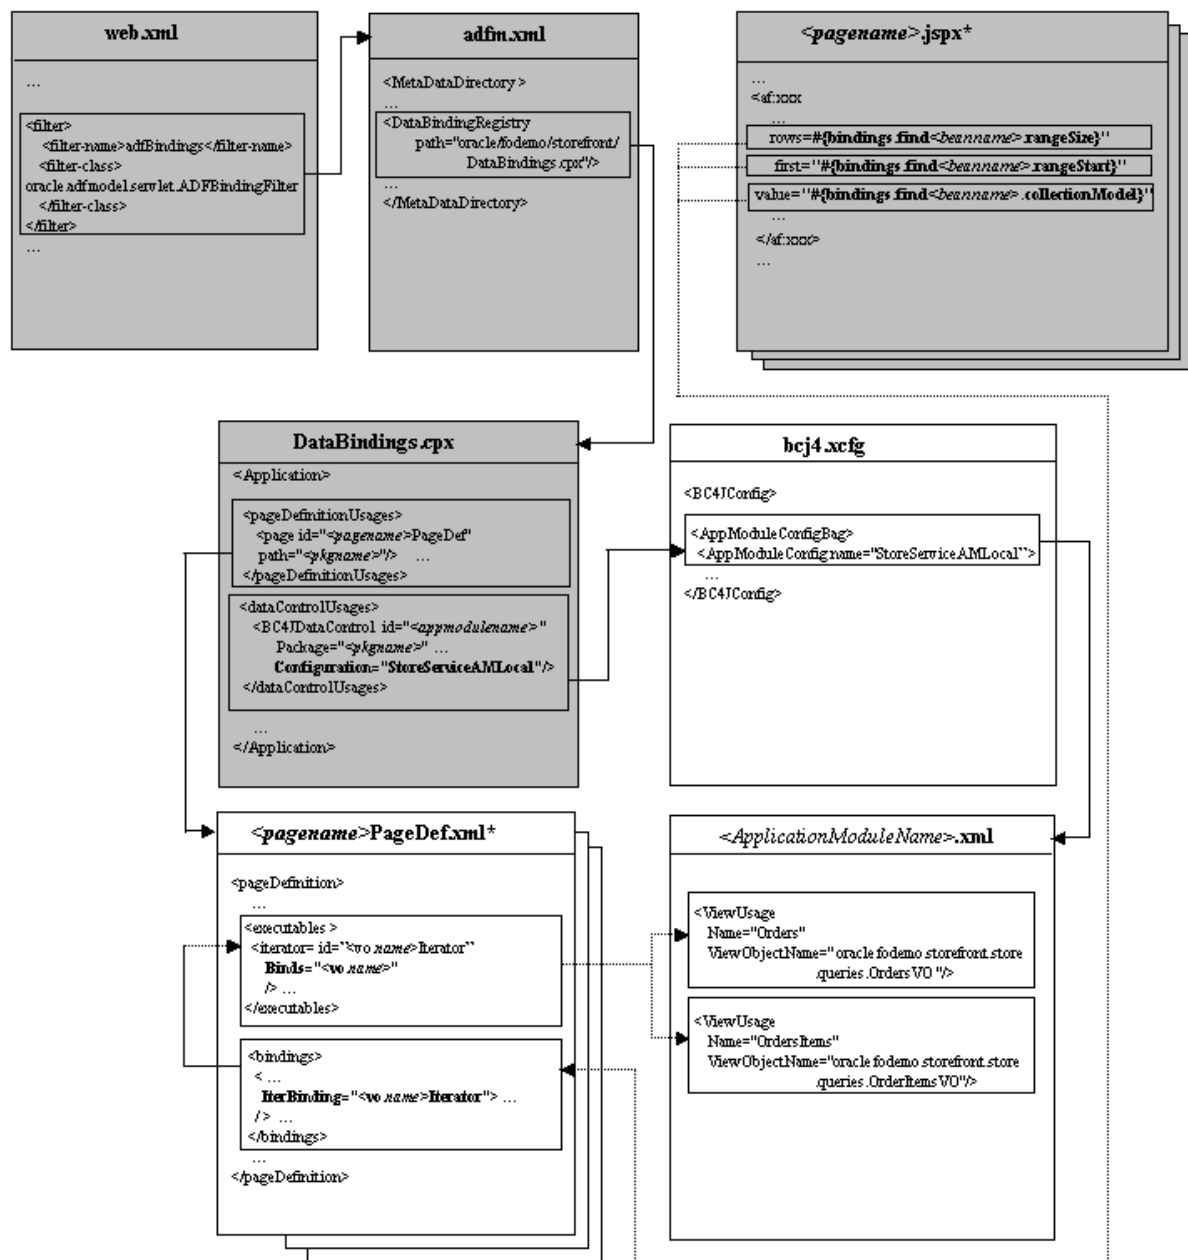 web.xml
...
<filter>
<filter-name>adfBindings</filter-name>
<filter-class>
oracle.adf.model.servlet.ADFBindingFilter
</filter-class>
</filter>
...
adfm.xml
<MetaDataDirectory >
...
<DataBindingRegistry
path="oracle/fodemo/storefront/
DataBindings.cpx"/>
...
</MetaDataDirectory>
<pagename>.jspx*
...
<af:xxx
...
rows=#{bindings.find<beanname>.rangeSize}"
first="#{bindings.find<beanname>.rangeStart}"
value="#{bindings.find<beanname>.collectionModel}"
...
</af:xxx>
...
DataBindings.cpx
<Application>
<pageDefinitionUsages>
<page id="<pagename>PageDef"
path="<pkgname>"/> ...
</pageDefinitionUsages>
<dataControlUsages>
<BC4JDataControl id="<appmodulename>"
Package="<pkgname>" ...
Configuration="StoreServiceAMLocal"/>
</dataControlUsages>
...
</Application>
bcj4.xcfg
<BC4JConfig>
<AppModuleConfigBag>
<AppModuleConfigname="StoreServiceAMLocal">
...
</BC4JConfig>
<pagename>PageDef.xml*
<pageDefinition>
...
<executables >
<iterator= id="<vo name>Iterator"
Binds="<vo name>"
/> ...
</executables>
<bindings>
< ...
IterBinding="<vo name>Iterator"> ...
/> ...
</bindings>
...
</pageDefinition>
<ApplicationModuleName>.xml
<ViewUsage
Name="Orders"
ViewObjectName="oracle.fodemo.storefront.store
.queries.OrdersVO "/>
<ViewUsage
Name="OrdersItems"
ViewObjectName="oracle.fodemo.storefront.store
.queries.OrderItemsVO"/>